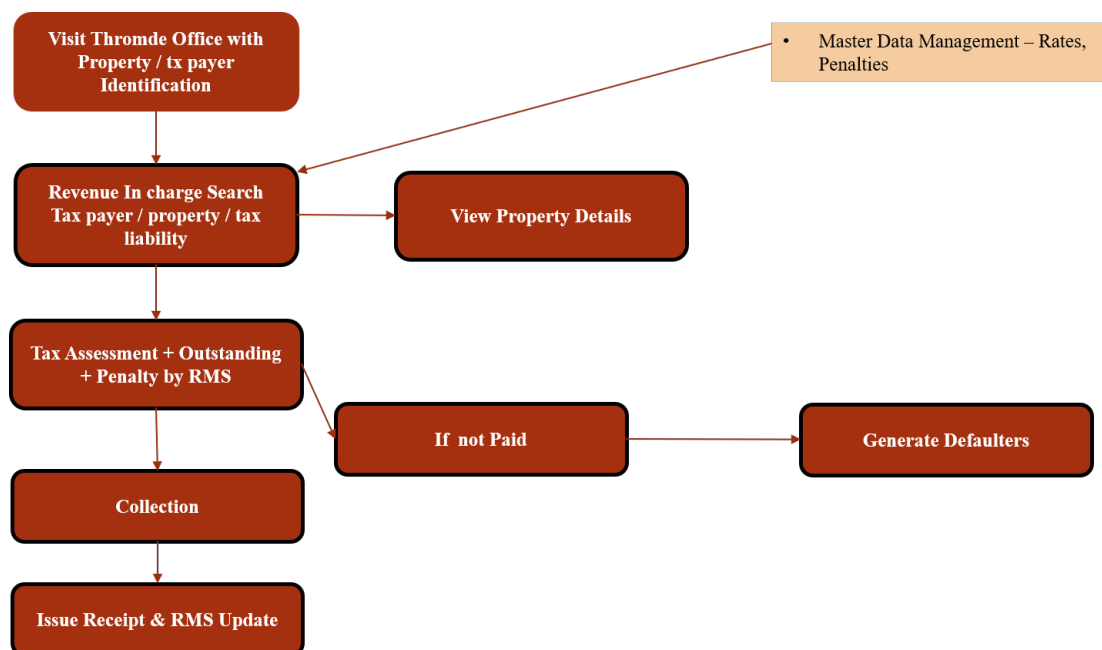 Visit Thromde Office with
Property / tx payer
Identification
• Master Data Management – Rates,
Penalties
Revenue In charge Search
Tax payer / property / tax
liability
View Property Details
Tax Assessment + Outstanding
+ Penalty by RMS
If  not Paid
Generate Defaulters
Collection
Issue Receipt & RMS Update